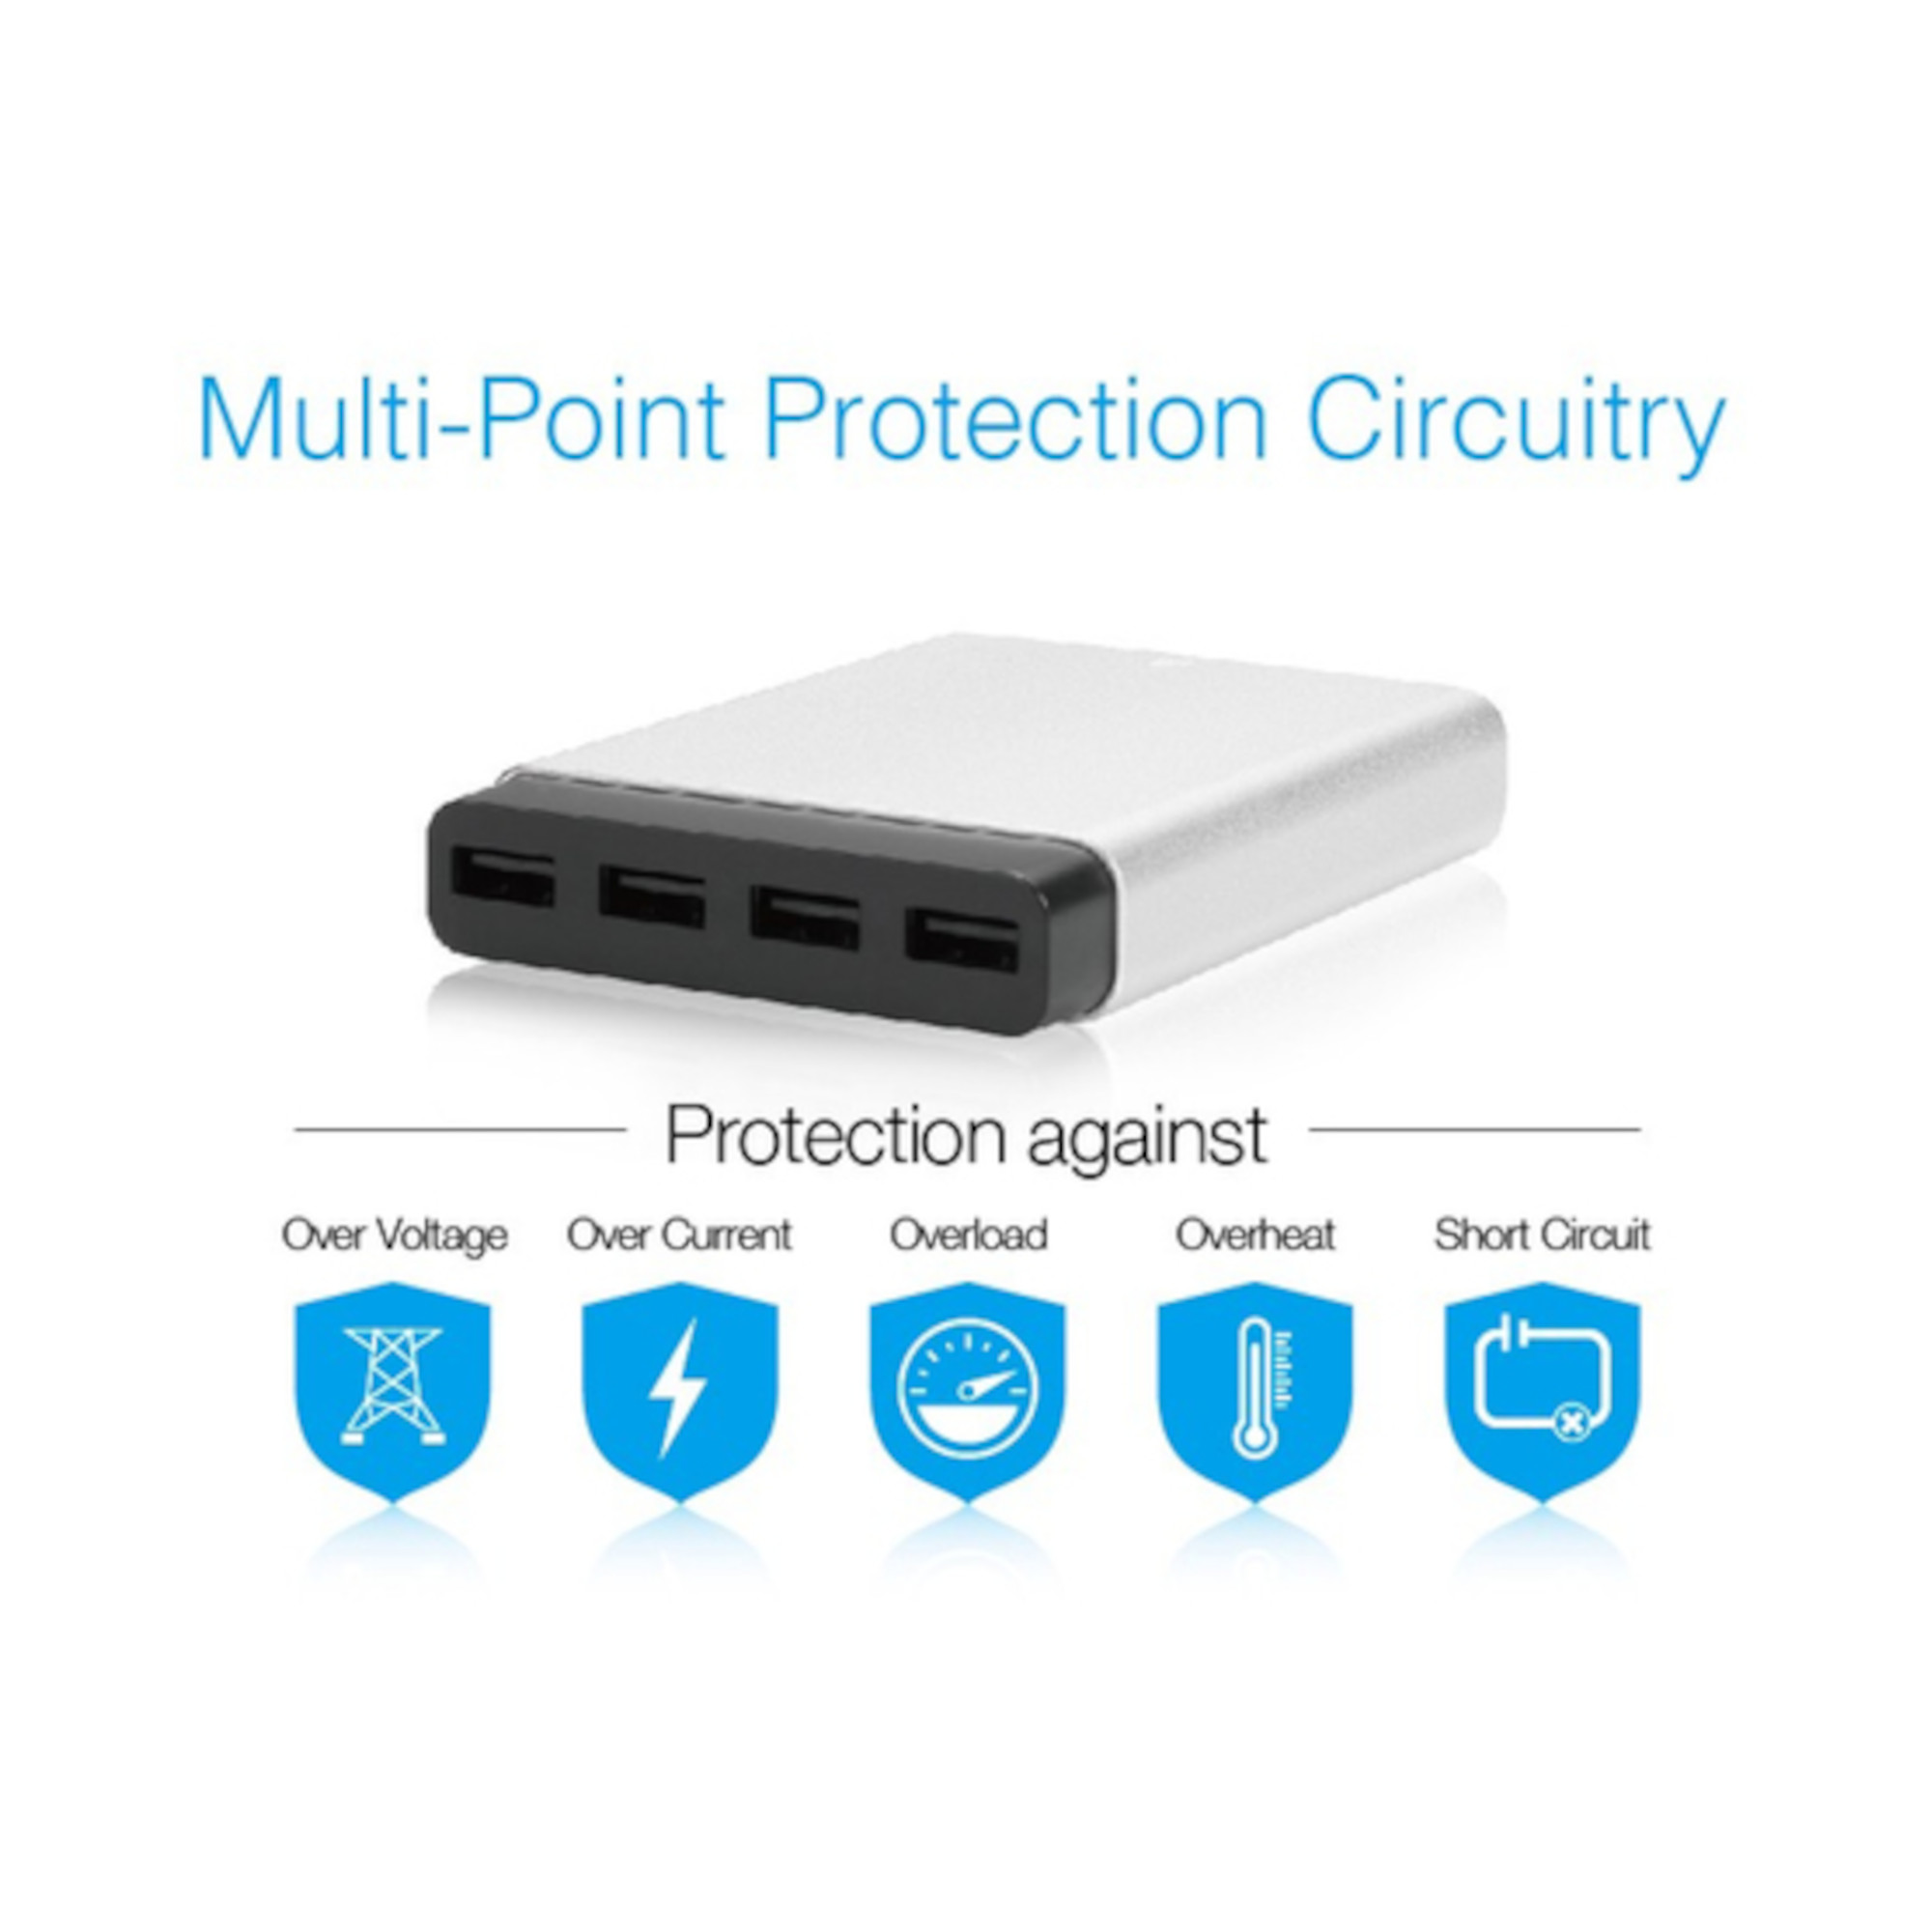 Multi-Point Protection Circuitry
Protection against
Over Voltage Over Current Overload Overheat Short Circuit